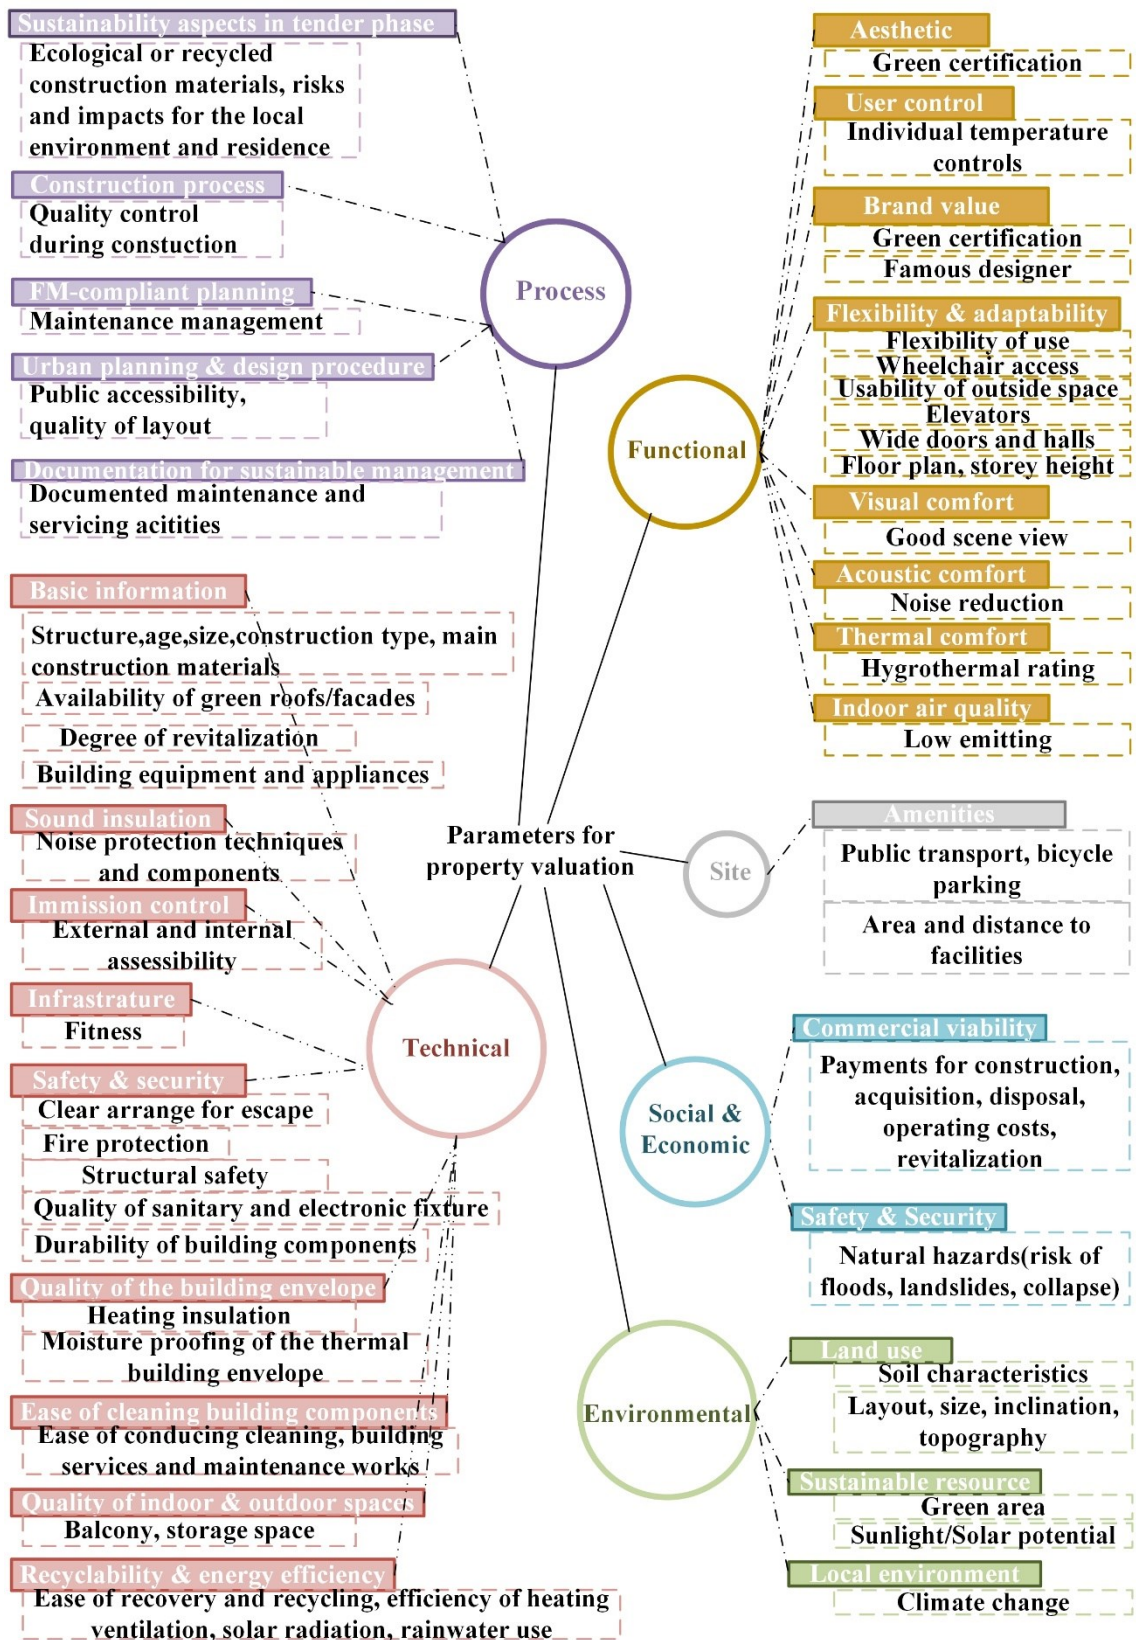 Sustainability aspects in tender phase
Ecological or recycled
construction materials, risks
and impacts for the local
environment and residence
Construction process
Quality control
during constuction
FM-compliant planning
Maintenance management
Urban planning & design procedure
Public accessibility,
quality of layout
Documentation for sustainable management
Documented maintenance and
servicing acitities
Process
Aesthetic
Green certification
User control
Individual temperature
controls
Brand value
Green certification
Famous designer
Flexibility & adaptability
Flexibility of use
Wheelchair access
Usability of outside space
Elevators
Wide doors and halls
Floor plan, storey height
Visual comfort
Good scene view
Acoustic comfort
Noise reduction
Thermal comfort
Hygrothermal rating
Indoor air quality
Low emitting
Functional
Basic information
Structure,age,size,construction type, main
construction materials
Availability of green roofs/facades
Degree of revitalization
Building equipment and appliances
Sound insulation
Noise protection techniques
and components
Immission control
External and internal
assessibility
Infrastrature
Fitness
Safety & security
Clear arrange for escape
Fire protection
Structural safety
Quality of sanitary and electronic fixture
Durability of building components
Quality of the building envelope
Heating insulation
Moisture proofing of the thermal
building envelope
Ease of cleaning building components
Ease of conducing cleaning, building
services and maintenance works
Quality of indoor & outdoor spaces
Balcony, storage space
Recyclability & energy efficiency
Ease of recovery and recycling, efficiency of heating
ventilation, solar radiation, rainwater use
Technical
Parameters for
property valuation
Site
Amenities
Public transport, bicycle
parking
Area and distance to
facilities
Social &
Economic
Commercial viability
Payments for construction,
acquisition, disposal,
operating costs,
revitalization
Safety & Security
Natural hazards(risk of
floods, landslides, collapse)
Environmental
Land use
Soil characteristics
Layout, size, inclination,
topography
Sustainable resource
Green area
Sunlight/Solar potential
Local environment
Climate change